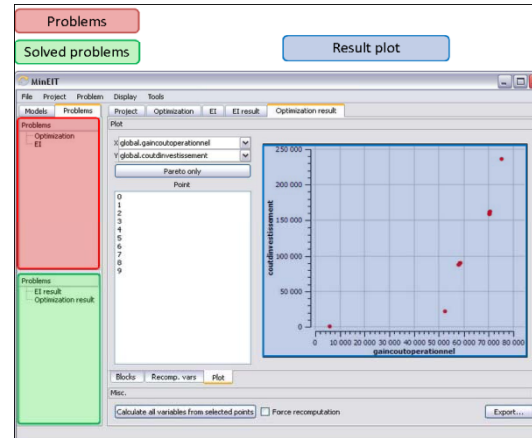 Problems
Solved problems
Result plot
MinEIT
File Project Problem Display Tools
Models Problems
Project Optimization EI EI result Optimization result
Problems
Optimization
EI
Plot
X global.gaincoutoperationnel
Y global.coutdinvestissement
Pareto only
Point
0
1
2
3
4
5
6
7
8
9
250 000
200 000
150 000
100 000
50 000
0
coutdinvestissement
0 10 000 20 000 30 000 40 000 50 000 60 000 70 000 80 000
gaincoutoperationnel
Problems
EI result
Optimization result
Blocks Recomp. vars Plot
Misc.
Calculate all variables from selected points Force recomputation Export...